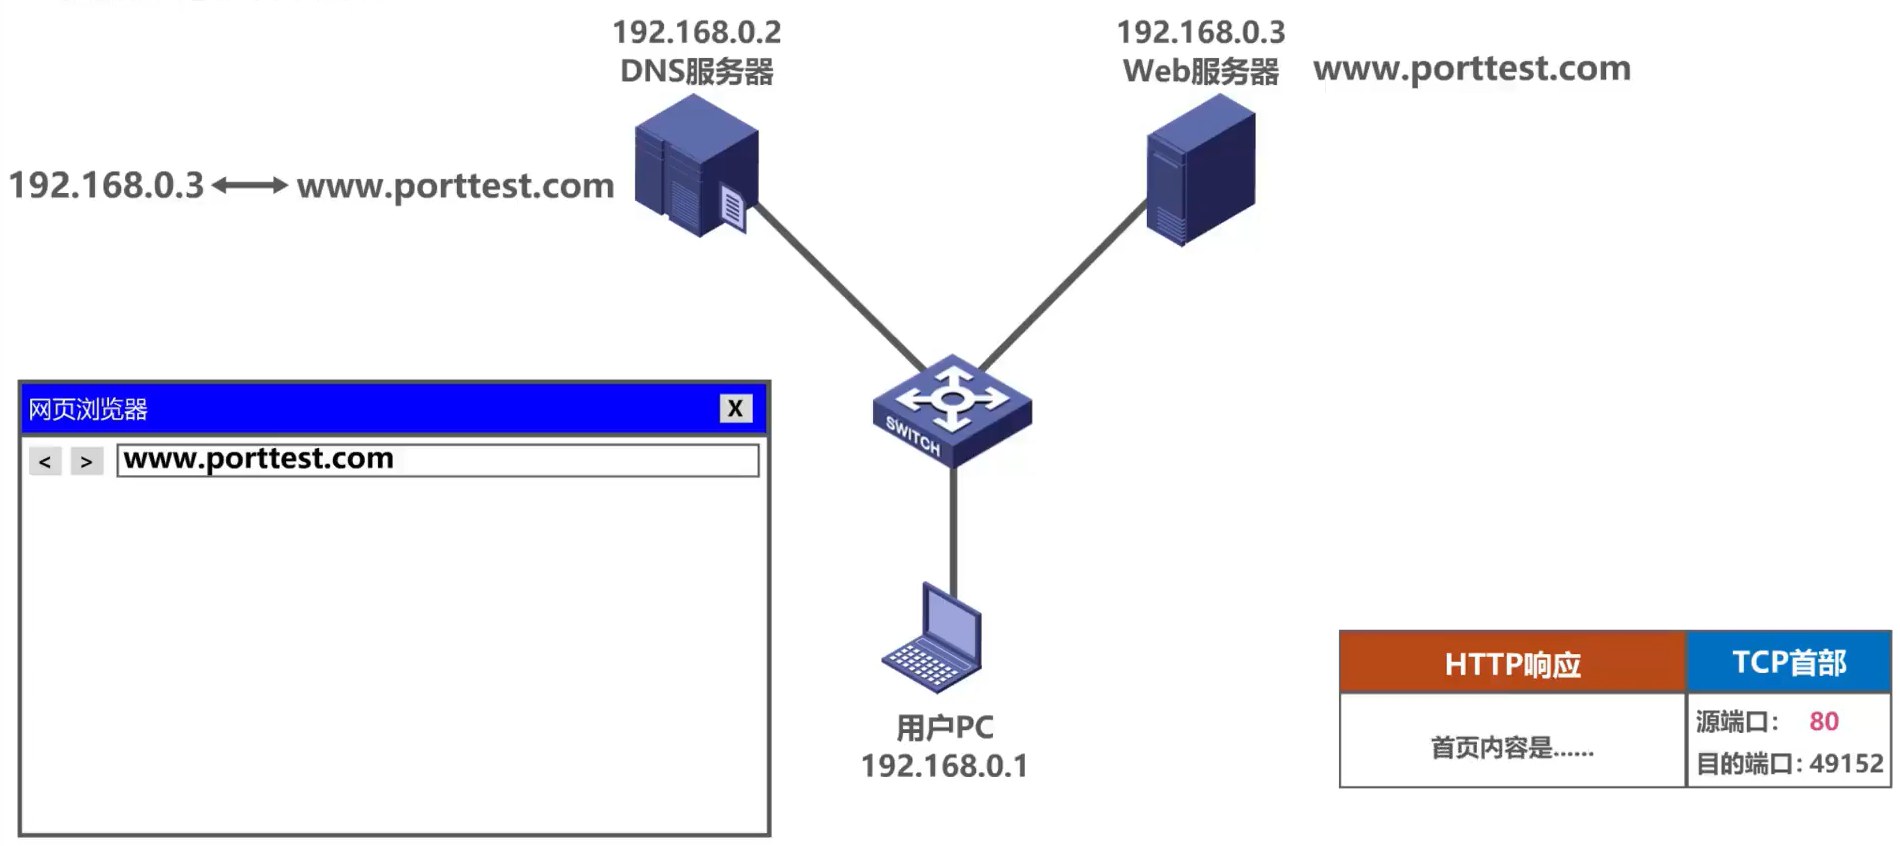 192.168.0.2
DNS服务器
192.168.0.3
Web服务器
www.porttest.com
192.168.0.3
www.porttest.com
网页浏览器
X
<
>
www.porttest.com
SWITCH
用户PC
192.168.0.1
HTTP响应
TCP首部
首页内容是......
源端口: 80
目的端口: 49152